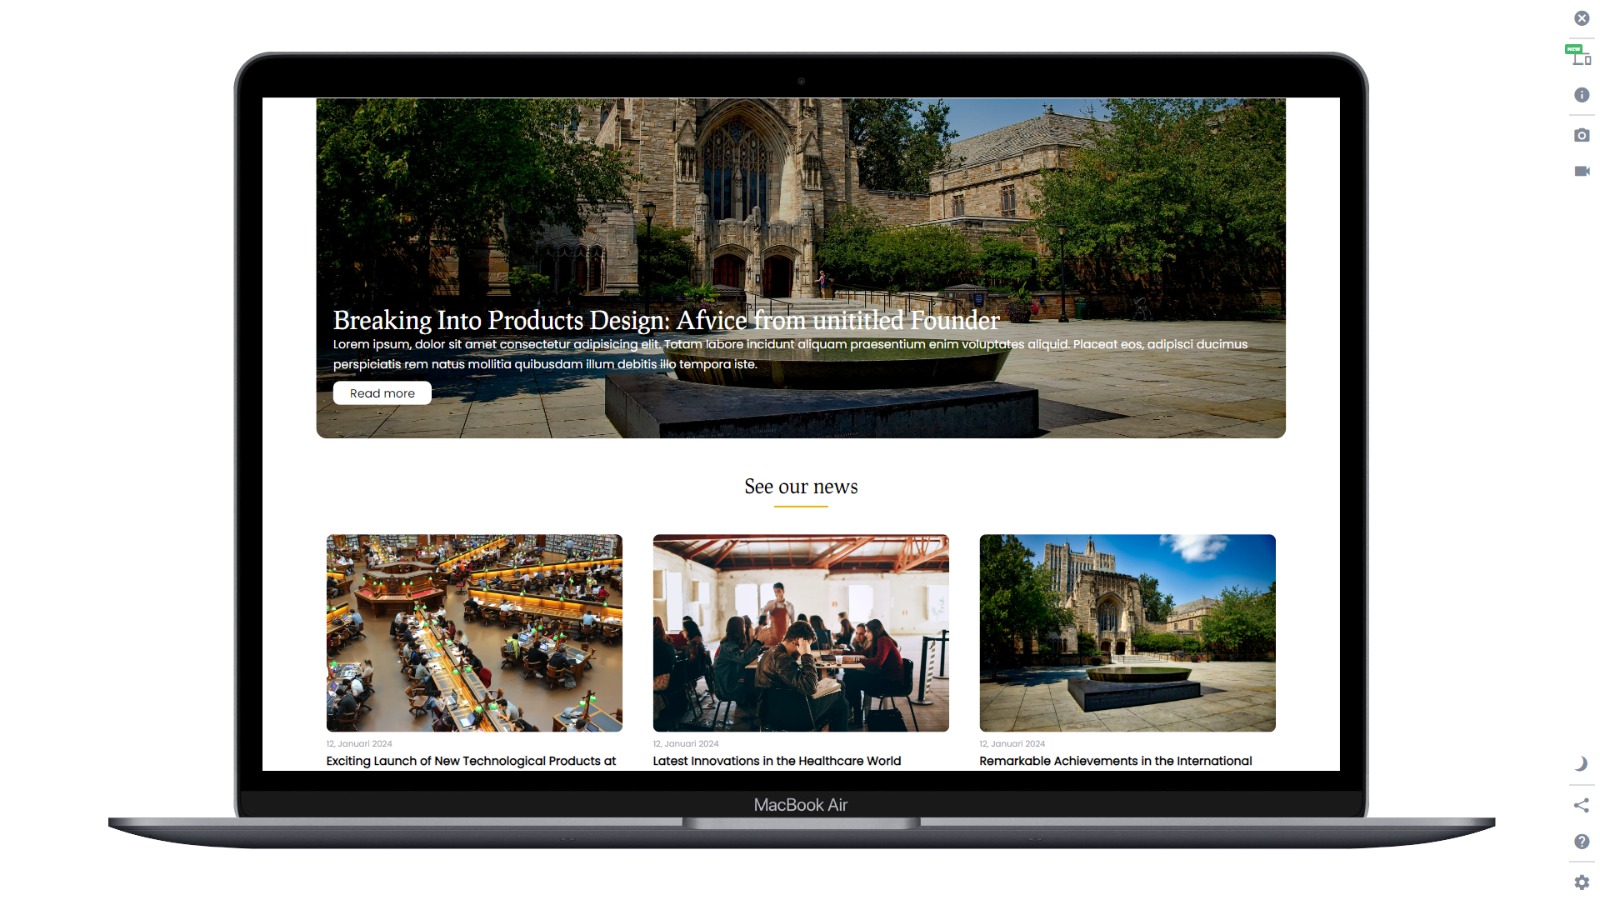 NEW
Breaking Into Products Design: Afvice from unititled Founder
Lorem ipsum, dolor sit amet consectetur adipisicing elit. Totam labore incidunt aliquam praesentium enim voluptates aliquid. Placeat eos, adipisci ducimus
perspiciatis rem natus mollitia quibusdam illum debitis illo tempora iste.
Read more
See our news
12, Januari 2024
12, Januari 2024
12, Januari 2024
Exciting Launch of New Technological Products at
Latest Innovations in the Healthcare World
Remarkable Achievements in the International
MacBook Air